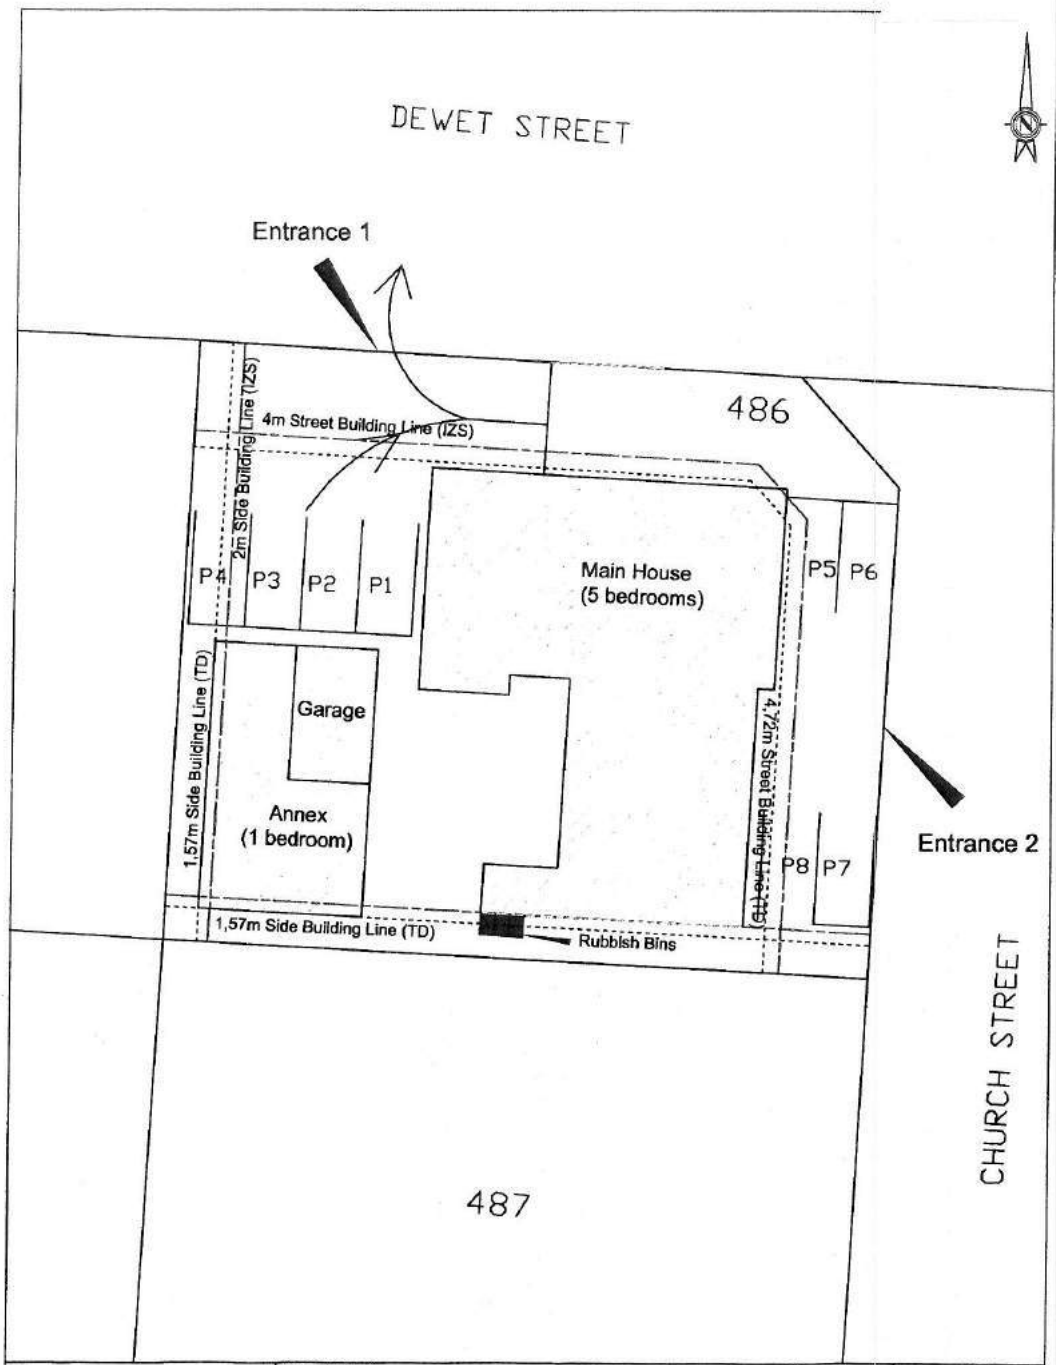 N
DEWET STREET
Entrance 1
486
2m Side Building Line (IZS)
4m Street Building Line (IZS)
P4
P3
P2
P1
Main House
(5 bedrooms)
P5
P6
1,57m Side Building Line (TD)
Garage
4,72m Street Building Line (TD)
Annex
(1 bedroom)
Entrance 2
P8
P7
1,57m Side Building Line (TD)
Rubbish Bins
CHURCH STREET
487